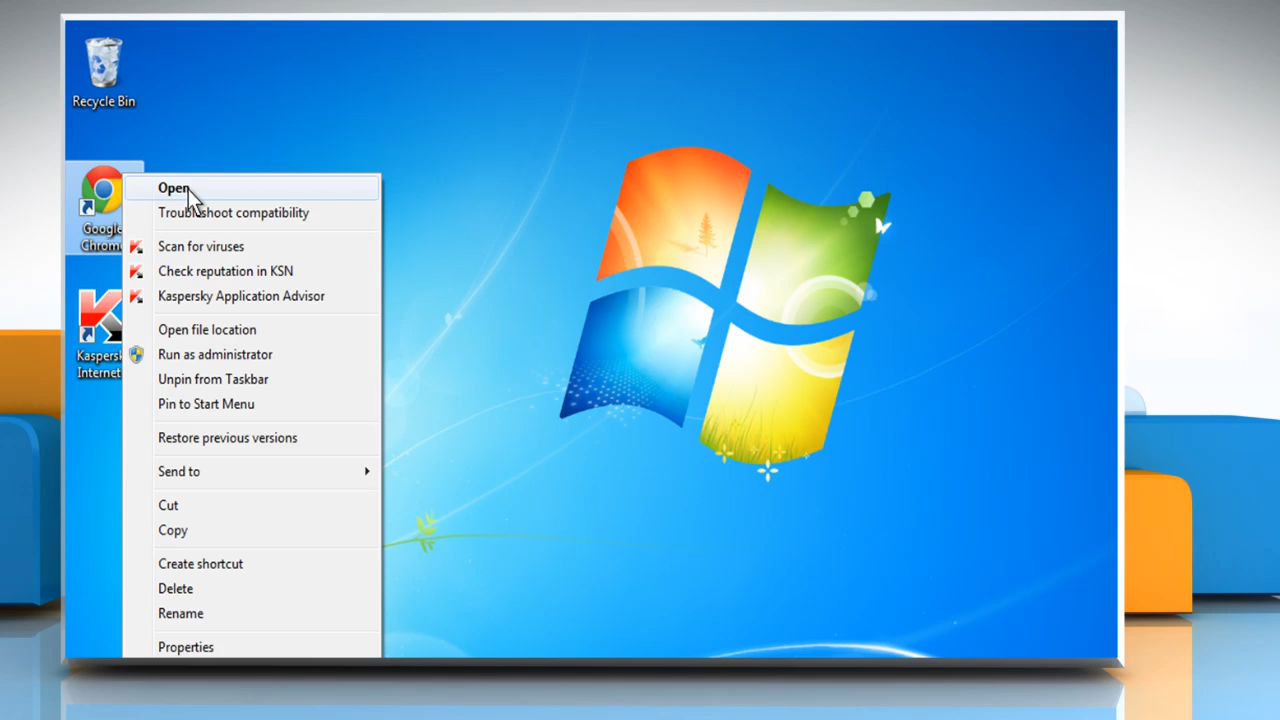 Recycle Bin
Google
Chrom
Kaspersk
Internet
Open
Troubleshoot compatibility
Scan for viruses
Check reputation in KSN
Kaspersky Application Advisor
Open file location
Run as administrator
Unpin from Taskbar
Pin to Start Menu
Restore previous versions
Send to
Cut
Copy
Create shortcut
Delete
Rename
Properties